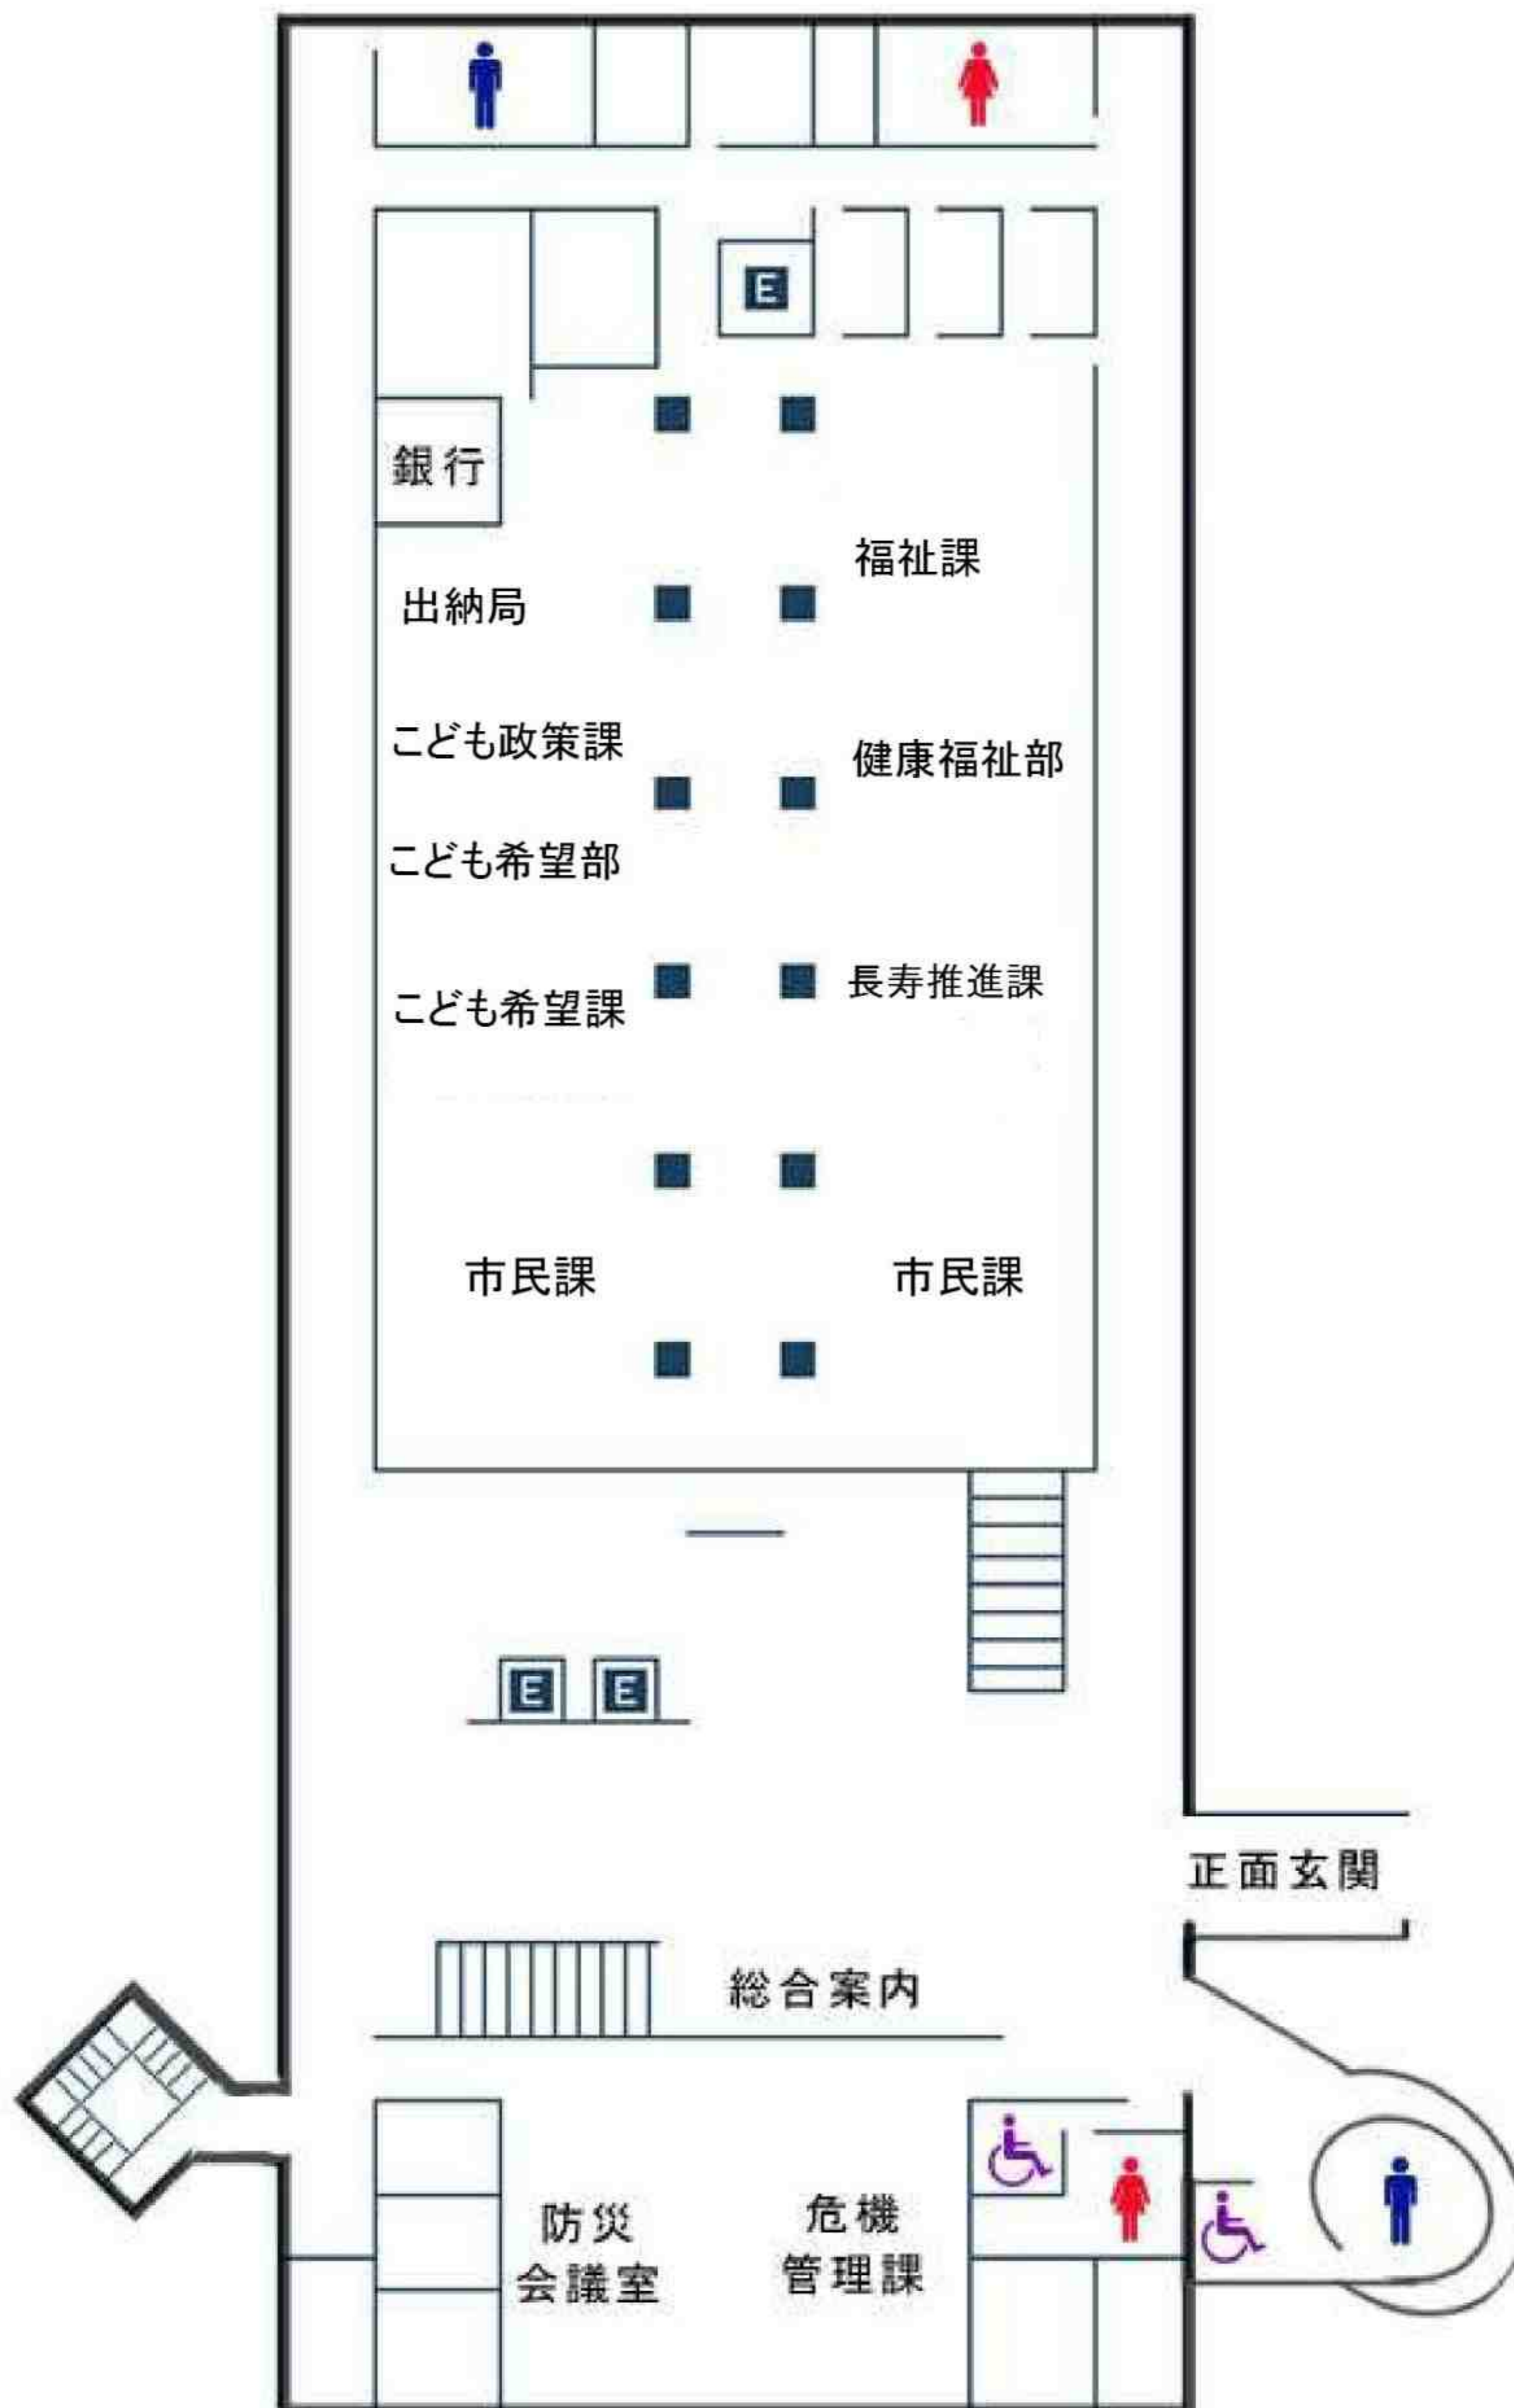 E
銀行
福祉課
出納局
こども政策課
健康福祉部
こども希望部
長寿推進課
こども希望課
市民課
市民課
E
E
正面玄関
総合案内
防災
会議室
危機
管理課